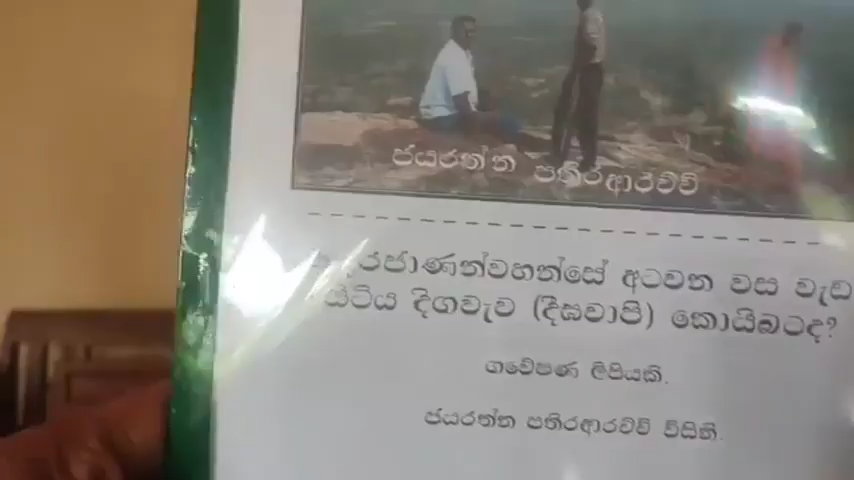 ජයරත්න පතිරආරච්චි
රජාණන්වහන්සේ අටවන වස වැඩ
සිටිය දිගවැව (දීඝවාපි) කොයිබටද?
ගවේෂණ ලිපියකි.
ජයරත්න පතිරආරච්චි විසිනි.